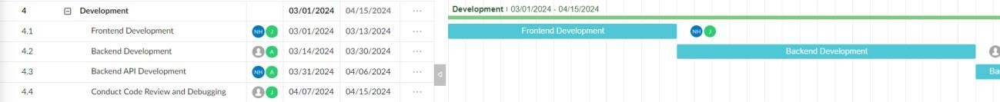 4 Development 03/01/2024 04/15/2024 ... Development 03/01/2024 - 04/15/2024
4.1 Frontend Development NH J 03/01/2024 03/13/2024 ... Frontend Development NH J
4.2 Backend Development A 03/14/2024 03/30/2024 ... Backend Development
4.3 Backend API Development NH A 03/31/2024 04/06/2024 ... Ba
4.4 Conduct Code Review and Debugging J 04/07/2024 04/15/2024 ...